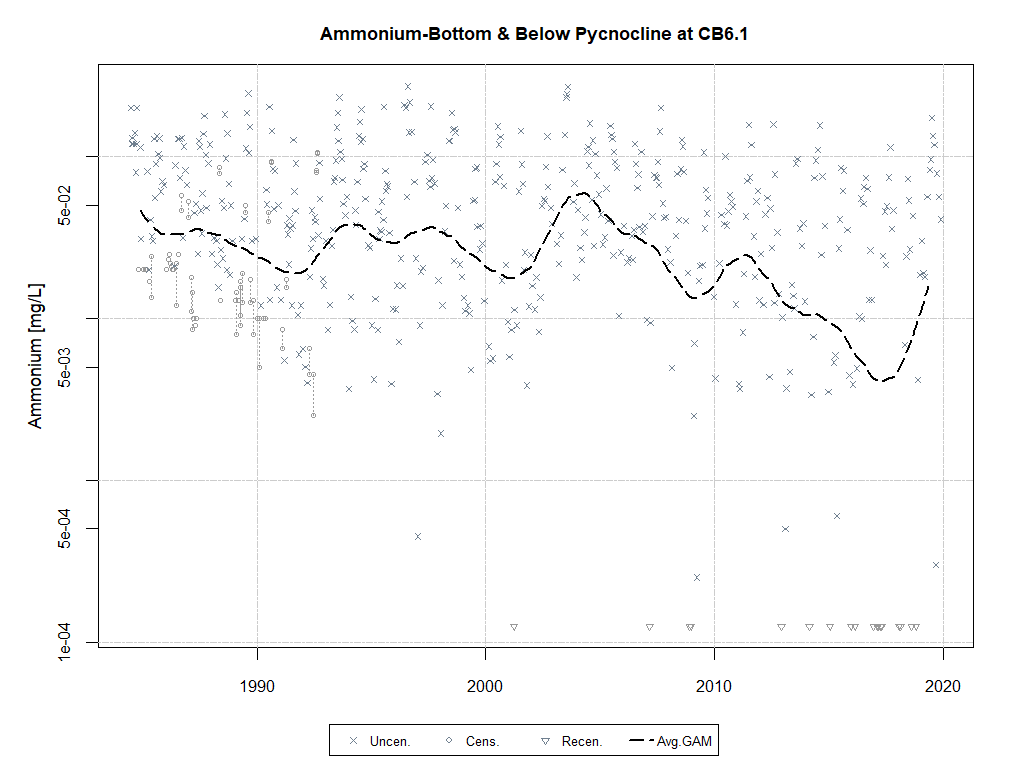 Ammonium-Bottom & Below Pycnocline at CB6.1
Ammonium [mg/L]
5e-02
5e-03
5e-04
1e-04
1990 2000 2010 2020
Uncen. Cens. Recen. Avg.GAM